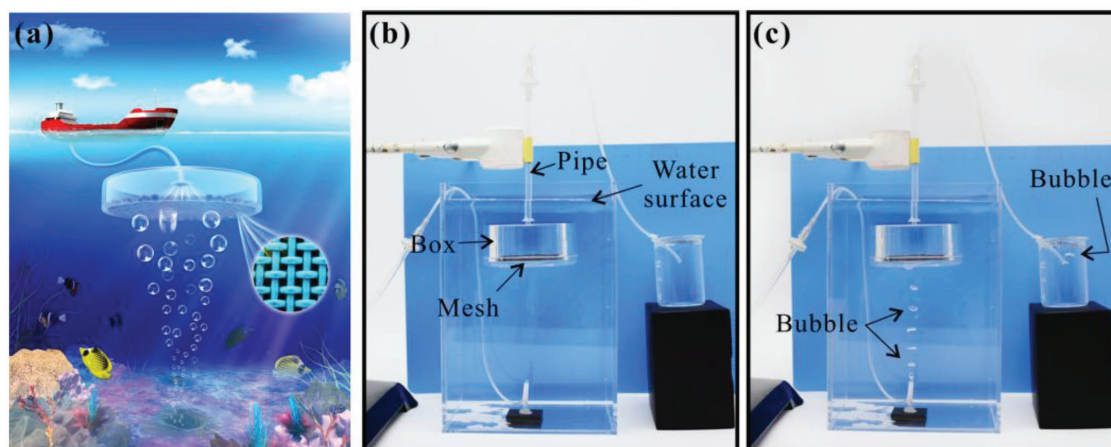 (a)
(b)
Pipe
Water
surface
Box
Mesh
(c)
Bubble
Bubble